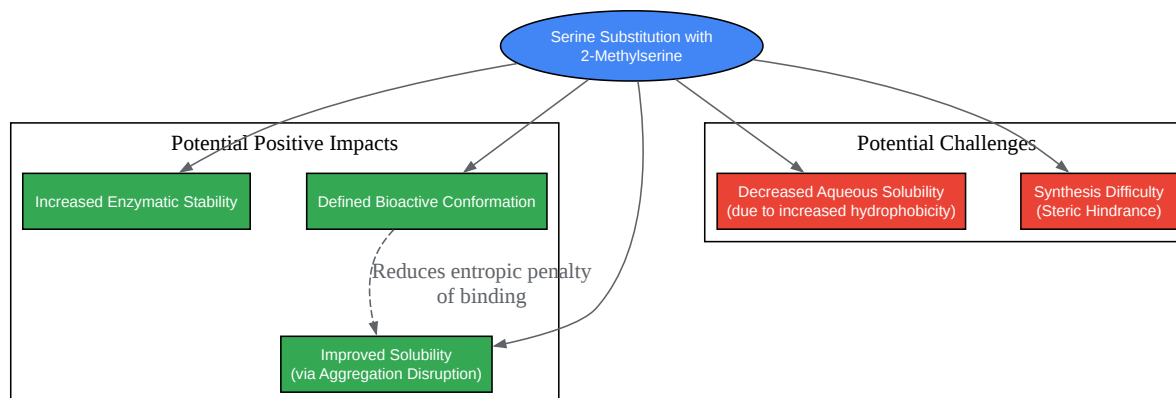 Serine Substitution with
2-Methylserine
Potential Positive Impacts
Potential Challenges
Increased Enzymatic Stability
Defined Bioactive Conformation
Decreased Aqueous Solubility
(due to increased hydrophobicity)
Synthesis Difficulty
(Steric Hindrance)
Reduces entropic penalty
of binding
Improved Solubility
(via Aggregation Disruption)